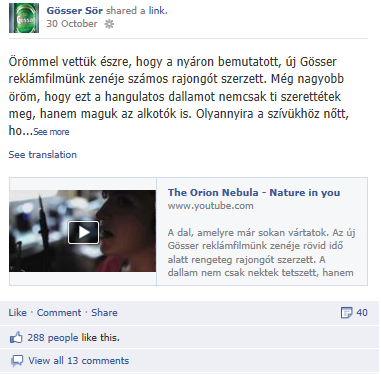 Gösser Sör shared a link.
30 October
Örömmel vettük észre, hogy a nyáron bemutatott, új Gösser
reklámfilmünk zenéje számos rajongót szerzett. Még nagyobb
öröm, hogy ezt a hangulatos dallamot nemcsak ti szerettétek
meg, hanem maguk az alkotók is. Olyannyira a szívükhöz nőtt,
ho...See more
See translation
The Orion Nebula - Nature in you
www.youtube.com
A dal, amelyre már sokan vártatok. Az új
Gösser reklámfilmünk zenéje rövid idő
alatt rengeteg rajongót szerzett. A
dallam nem csak nektek tetszett, hanem
Like · Comment · Share
40
288 people like this.
View all 13 comments